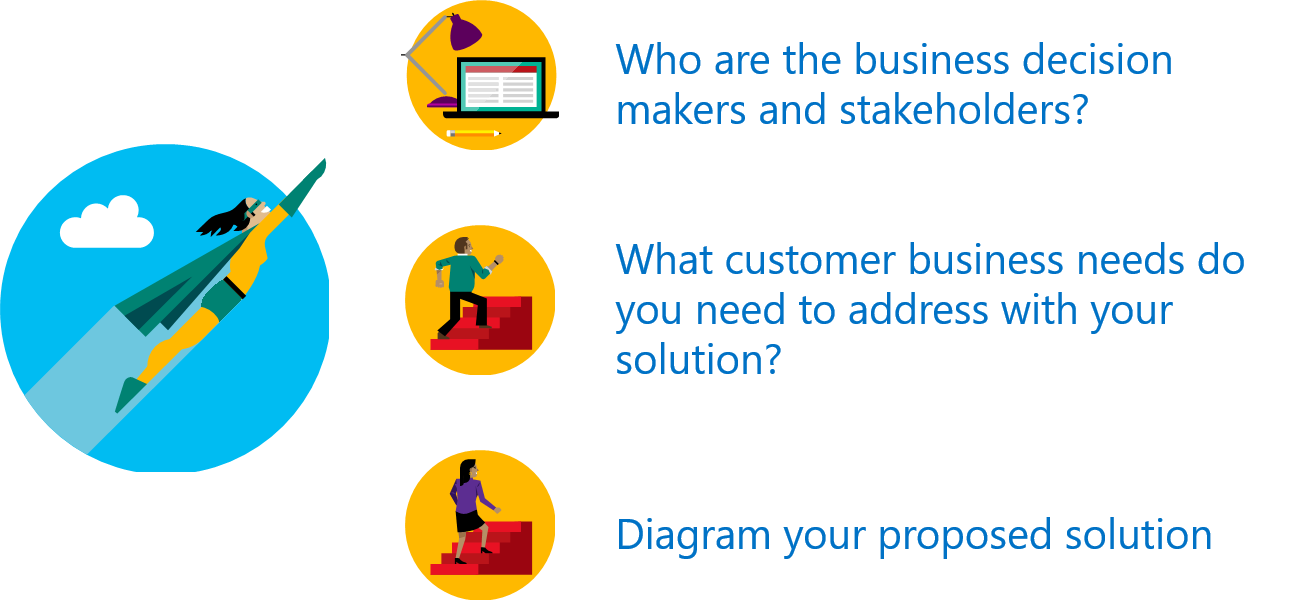 Who are the business decision
makers and stakeholders?
What customer business needs do
you need to address with your
solution?
Diagram your proposed solution